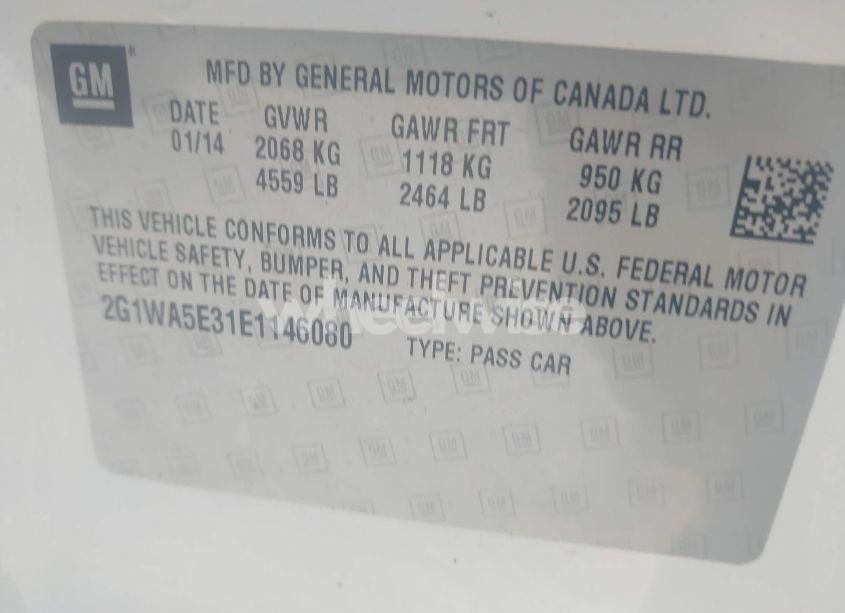 GM
MFD BY GENERAL MOTORS OF CANADA LTD.
DATE GVWR GAWR FRT GAWR RR
01/14 2068 KG 1118 KG 950 KG
4559 LB 2464 LB 2095 LB
THIS VEHICLE CONFORMS TO ALL APPLICABLE U.S. FEDERAL MOTOR
VEHICLE SAFETY, BUMPER, AND THEFT PREVENTION STANDARDS IN
EFFECT ON THE DATE OF MANUFACTURE SHOWN ABOVE.
2G1WA5E31E1146080 TYPE: PASS CAR
wheelwise